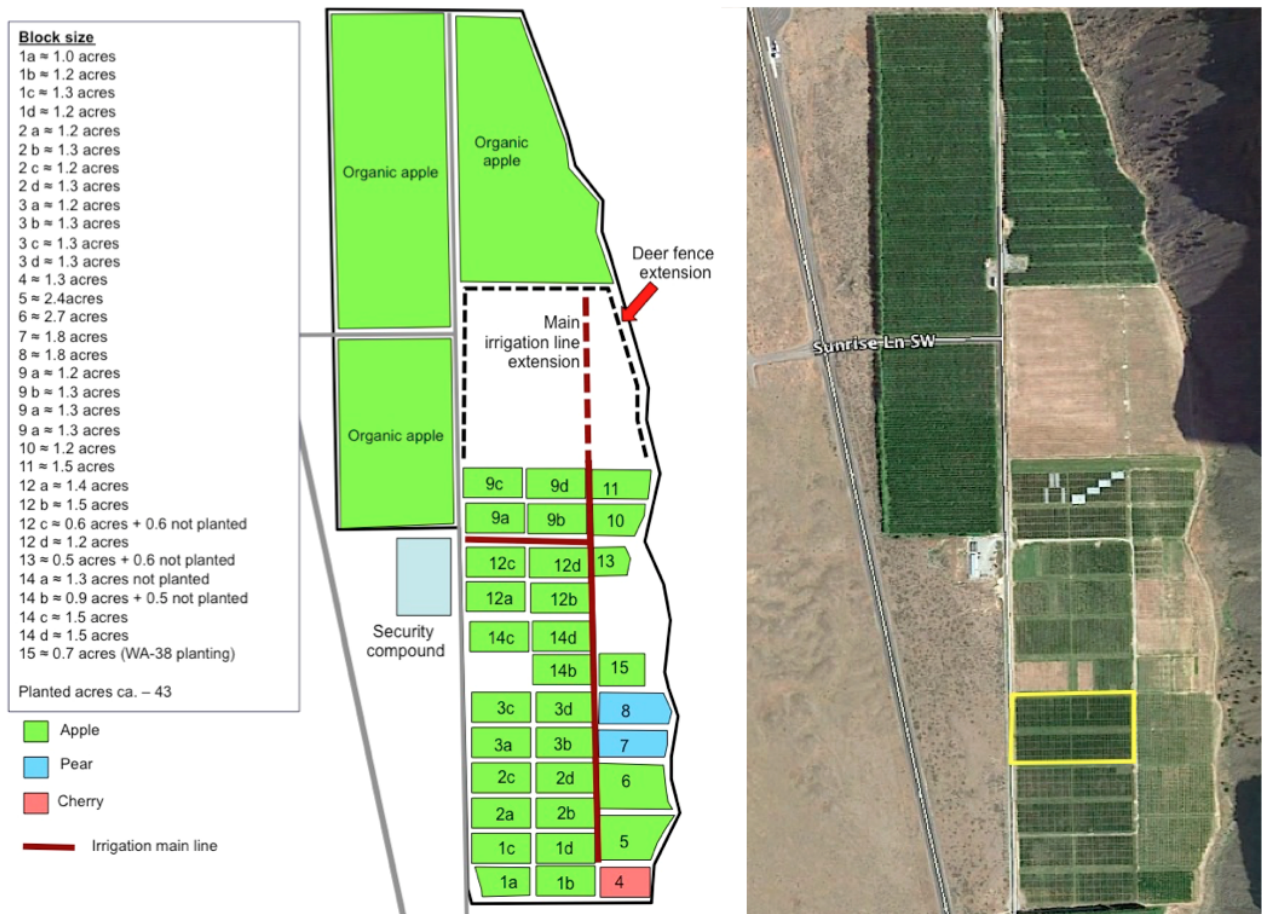 Block size
1a ≈ 1.0 acres
1b ≈ 1.2 acres
1c ≈ 1.3 acres
1d ≈ 1.2 acres
2 a ≈ 1.2 acres
2 b ≈ 1.3 acres
2 c ≈ 1.2 acres
2 d ≈ 1.3 acres
3 a ≈ 1.2 acres
3 b ≈ 1.3 acres
3 c ≈ 1.3 acres
3 d ≈ 1.3 acres
4 ≈ 1.3 acres
5 ≈ 2.4acres
6 ≈ 2.7 acres
7 ≈ 1.8 acres
8 ≈ 1.8 acres
9 a ≈ 1.2 acres
9 b ≈ 1.3 acres
9 a ≈ 1.3 acres
9 a ≈ 1.3 acres
10 ≈ 1.2 acres
11 ≈ 1.5 acres
12 a ≈ 1.4 acres
12 b ≈ 1.5 acres
12 c ≈ 0.6 acres + 0.6 not planted
12 d ≈ 1.2 acres
13 ≈ 0.5 acres + 0.6 not planted
14 a ≈ 1.3 acres not planted
14 b ≈ 0.9 acres + 0.5 not planted
14 c ≈ 1.5 acres
14 d ≈ 1.5 acres
15 ≈ 0.7 acres (WA-38 planting)
Planted acres ca. – 43
Apple
Pear
Cherry
Irrigation main line
Organic apple
Organic
apple
Deer fence
extension
Main
irrigation line
extension
Organic apple
9c 9d 11
9a 9b 10
12c 12d 13
12a 12b
Security
compound
14c 14d
14b 15
3c 3d 8
3a 3b 7
2c 2d 6
2a 2b
1c 1d 5
1a 1b 4
Sunrise Ln SW